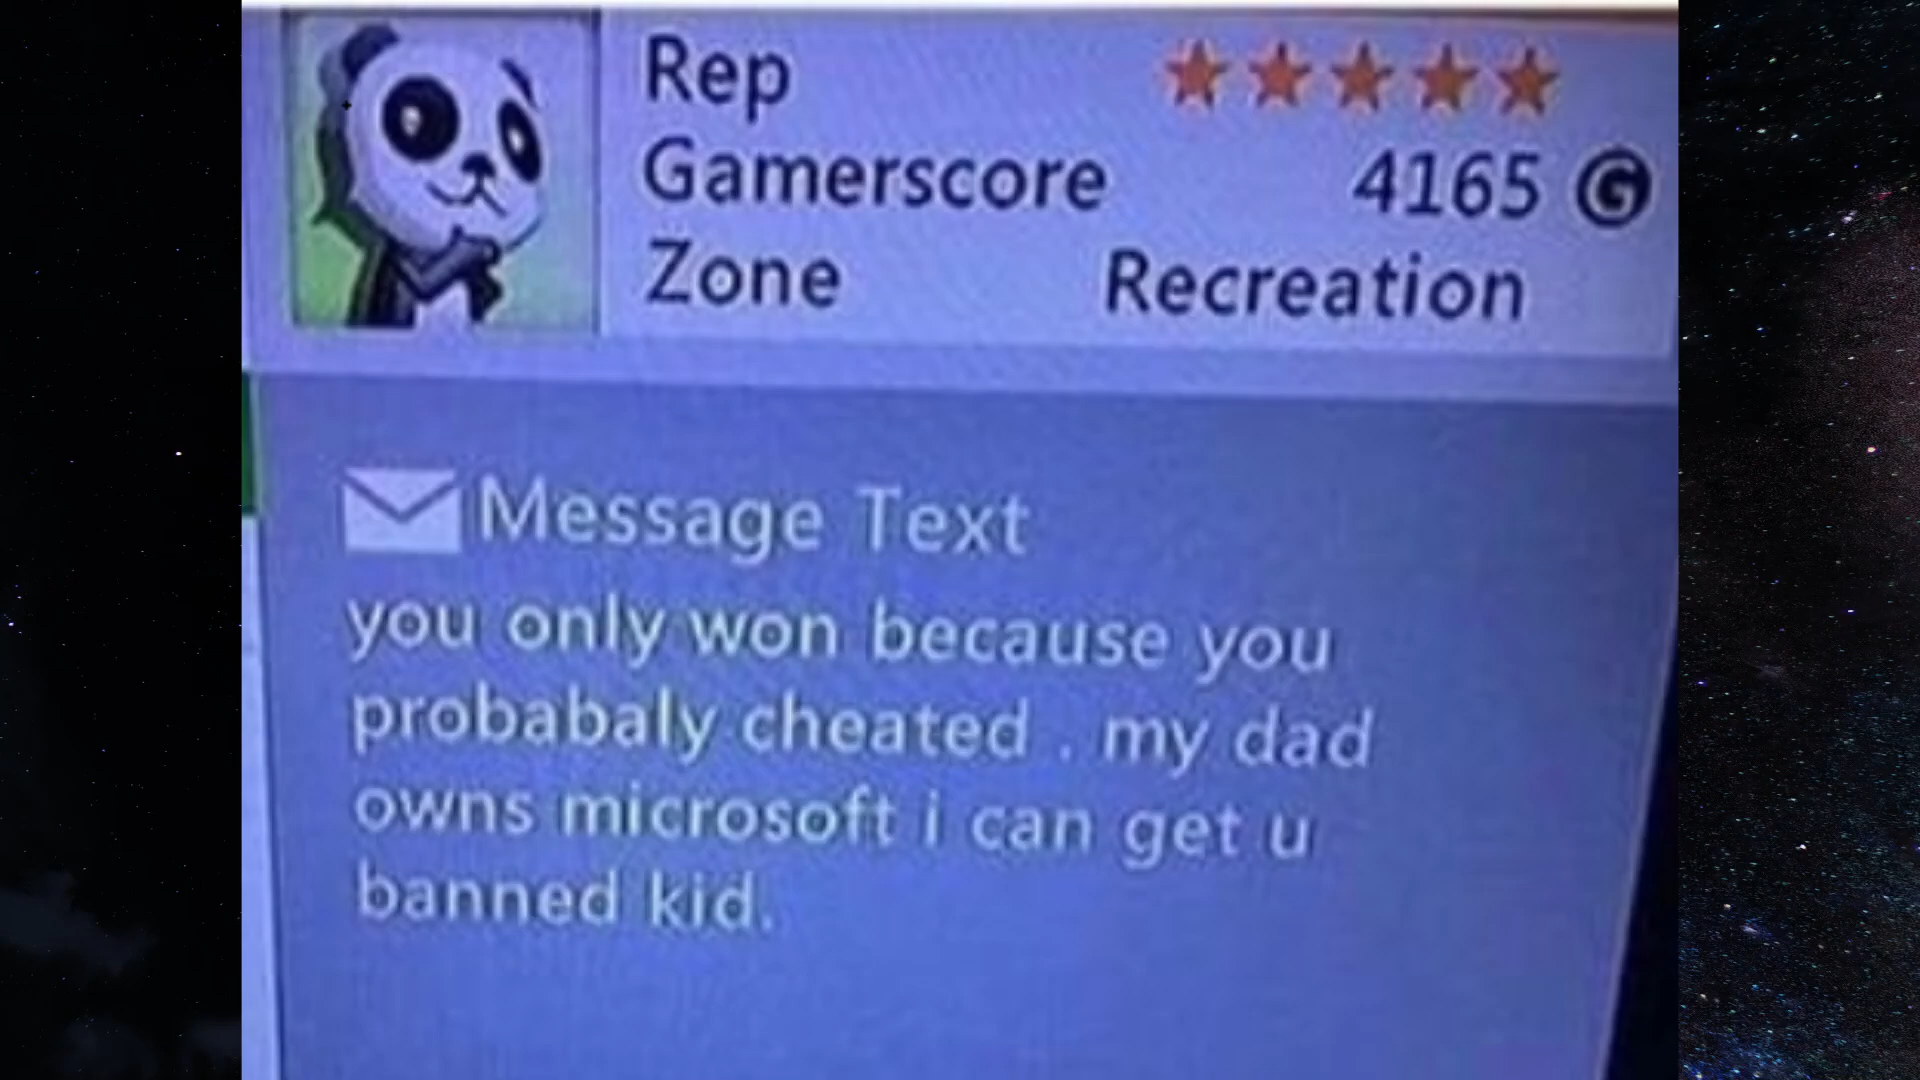 Rep
Gamerscore 4165 G
Zone Recreation
Message Text
you only won because you
probabaly cheated . my dad
owns microsoft i can get u
banned kid.